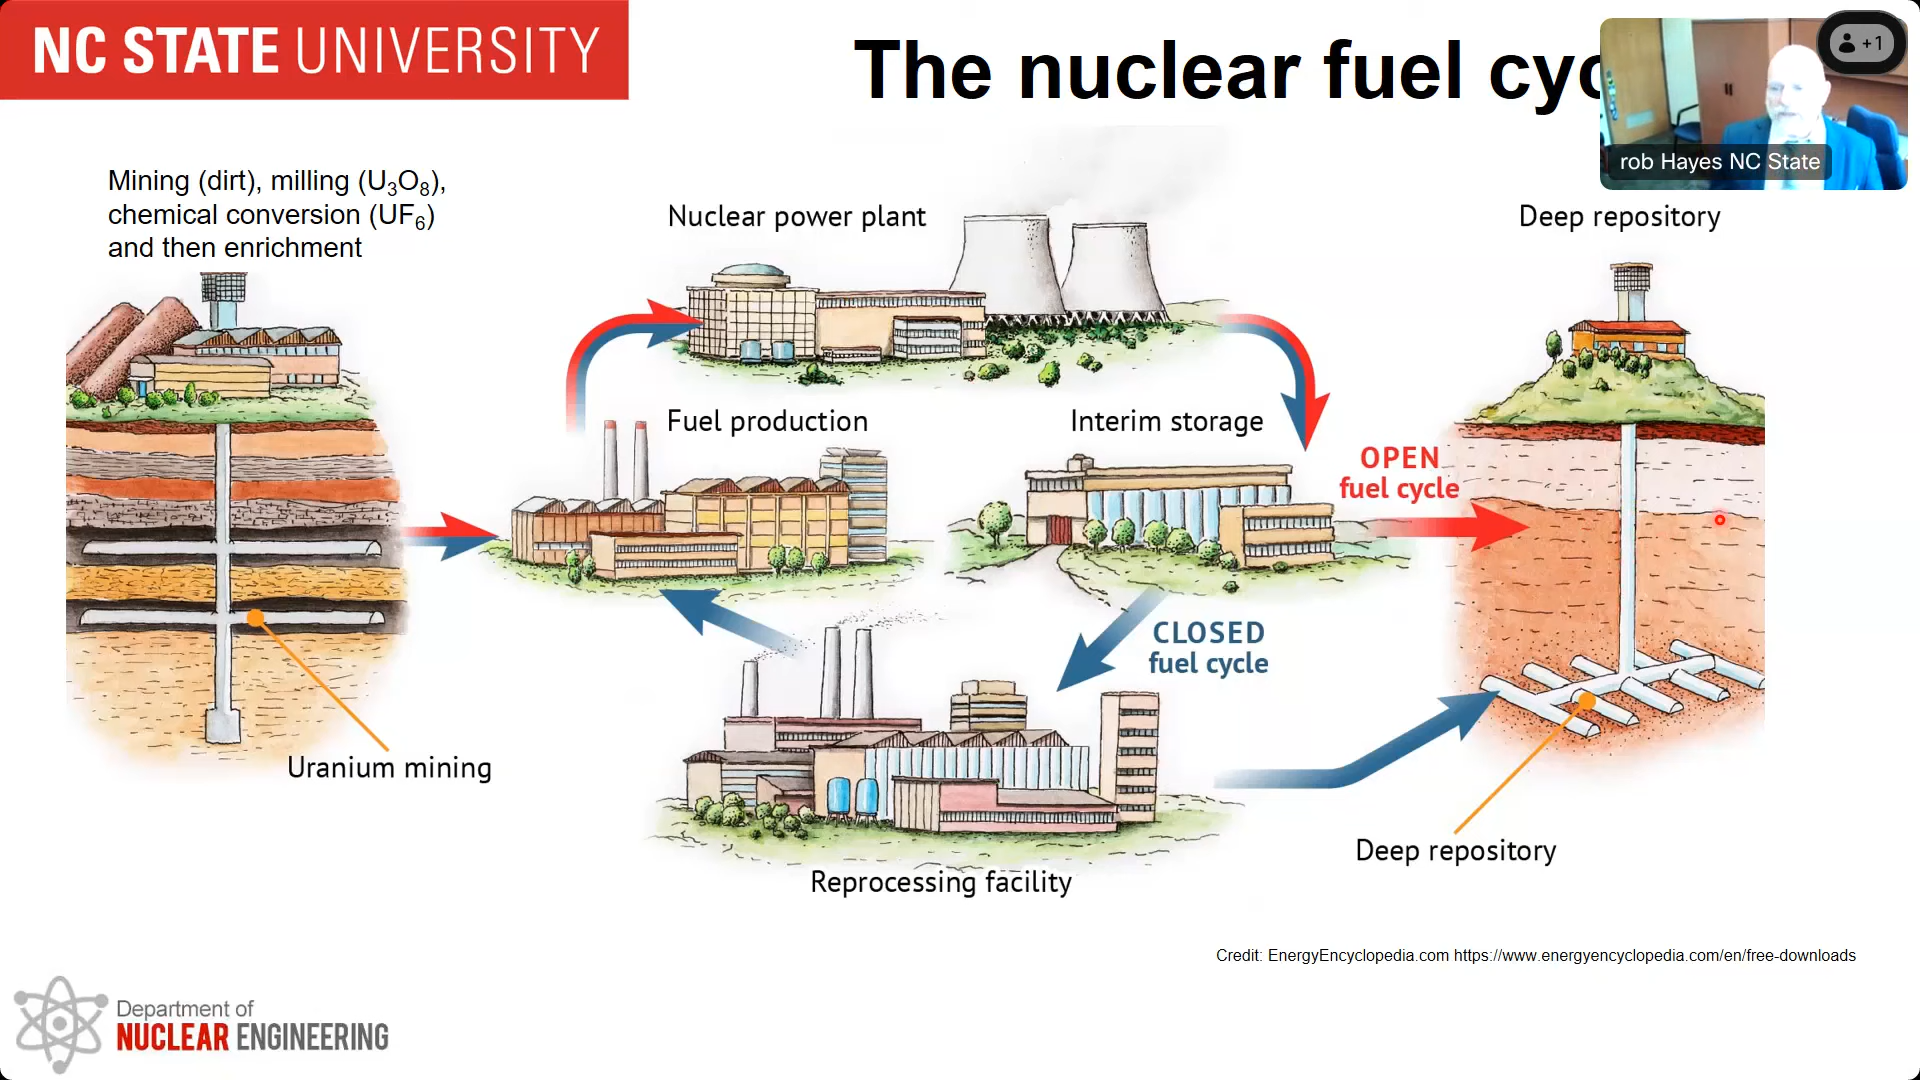 NC STATE UNIVERSITY
The nuclear fuel cyc
+1
rob Hayes NC State
Mining (dirt), milling (U₃O₈),
chemical conversion (UF₆)
and then enrichment
Nuclear power plant
Deep repository
Fuel production
Interim storage
OPEN
fuel cycle
CLOSED
fuel cycle
Uranium mining
Deep repository
Reprocessing facility
Credit: EnergyEncyclopedia.com https://www.energyencyclopedia.com/en/free-downloads
Department of
NUCLEAR ENGINEERING